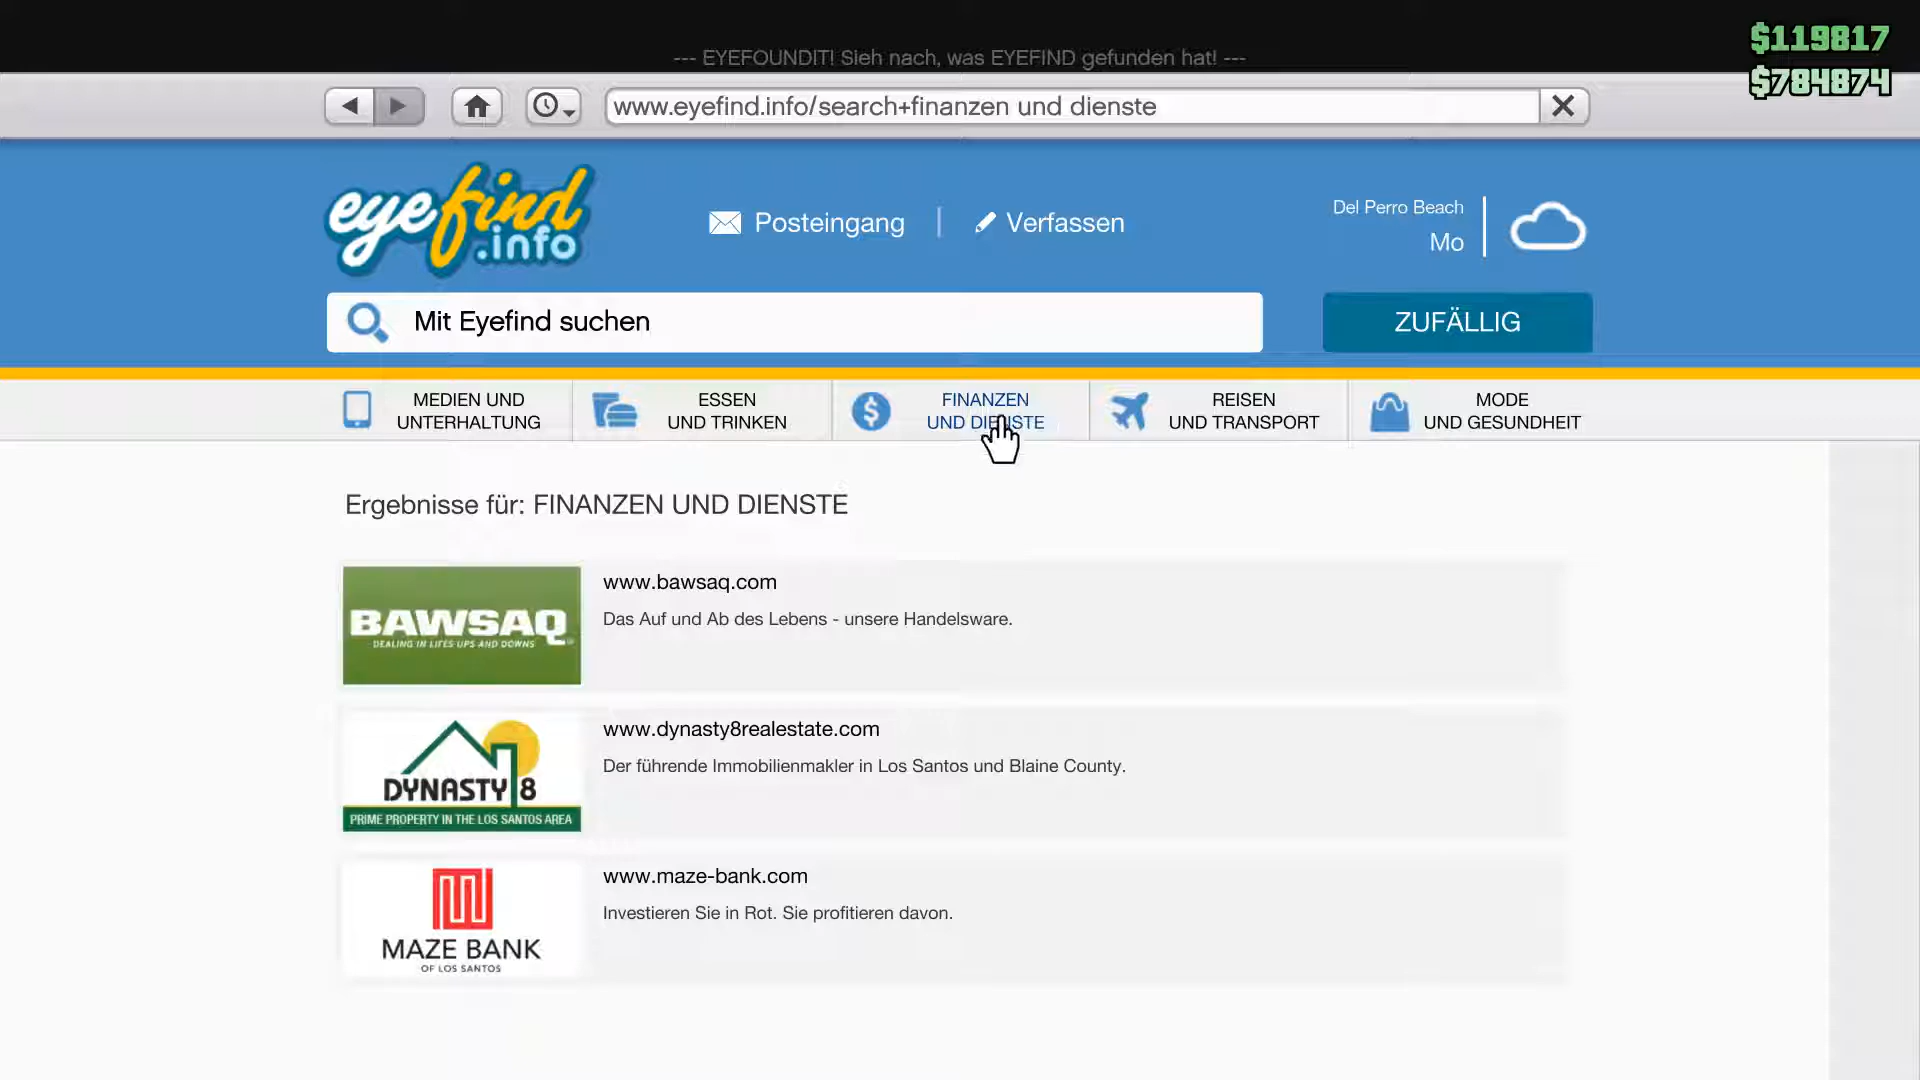 $119817
--- EYEFOUNDIT! Sieh nach, was EYEFIND gefunden hat! ---
$784874
www.eyefind.info/search+finanzen und dienste
eyefind.info
Posteingang
Verfassen
Del Perro Beach
Mo
Mit Eyefind suchen
ZUFÄLLIG
MEDIEN UND
UNTERHALTUNG
ESSEN
UND TRINKEN
FINANZEN
UND DIENSTE
REISEN
UND TRANSPORT
MODE
UND GESUNDHEIT
Ergebnisse für: FINANZEN UND DIENSTE
BAWSAQ
DEALING IN LIFES UPS AND DOWNS
www.bawsaq.com
Das Auf und Ab des Lebens - unsere Handelsware.
DYNASTY 8
PRIME PROPERTY IN THE LOS SANTOS AREA
www.dynasty8realestate.com
Der führende Immobilienmakler in Los Santos und Blaine County.
MAZE BANK
OF LOS SANTOS
www.maze-bank.com
Investieren Sie in Rot. Sie profitieren davon.